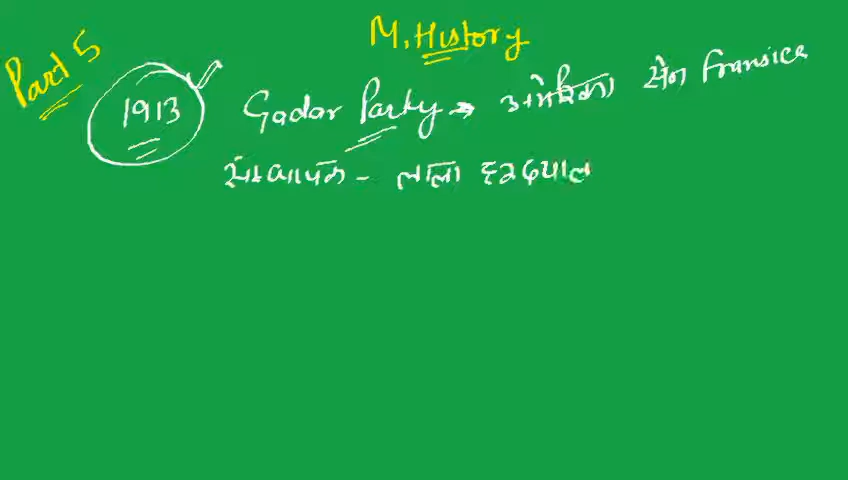 M. History
Part 5
1913 Gadar Party → अमेरिका सेन Fransice
संस्थापक - लाला हरदयाल